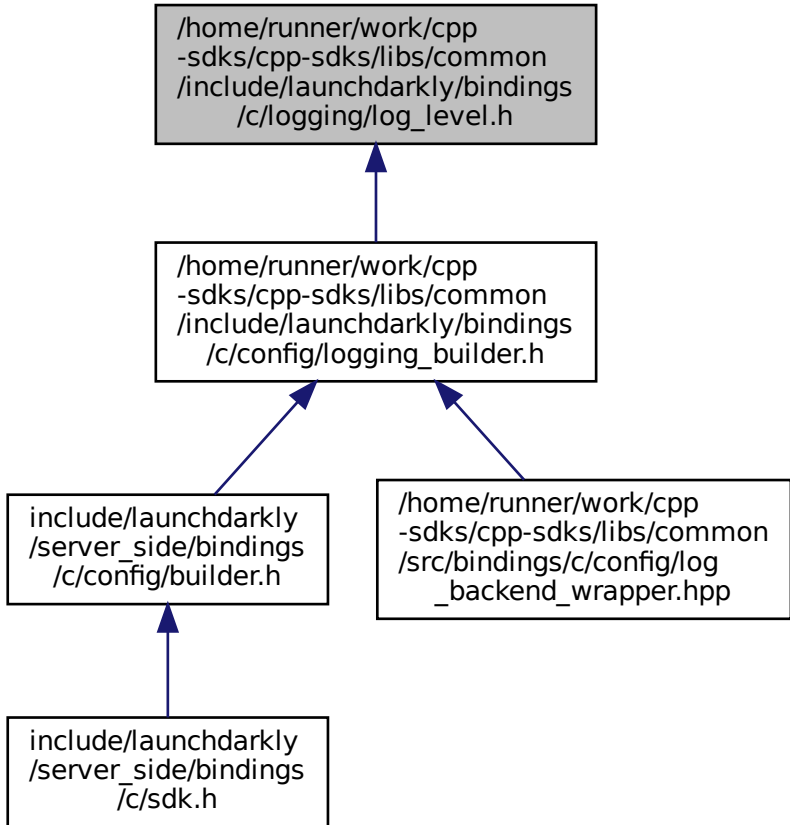 /home/runner/work/cpp
-sdks/cpp-sdks/libs/common
/include/launchdarkly/bindings
/c/logging/log_level.h
/home/runner/work/cpp
-sdks/cpp-sdks/libs/common
/include/launchdarkly/bindings
/c/config/logging_builder.h
include/launchdarkly
/server_side/bindings
/c/config/builder.h
/home/runner/work/cpp
-sdks/cpp-sdks/libs/common
/src/bindings/c/config/log
_backend_wrapper.hpp
include/launchdarkly
/server_side/bindings
/c/sdk.h